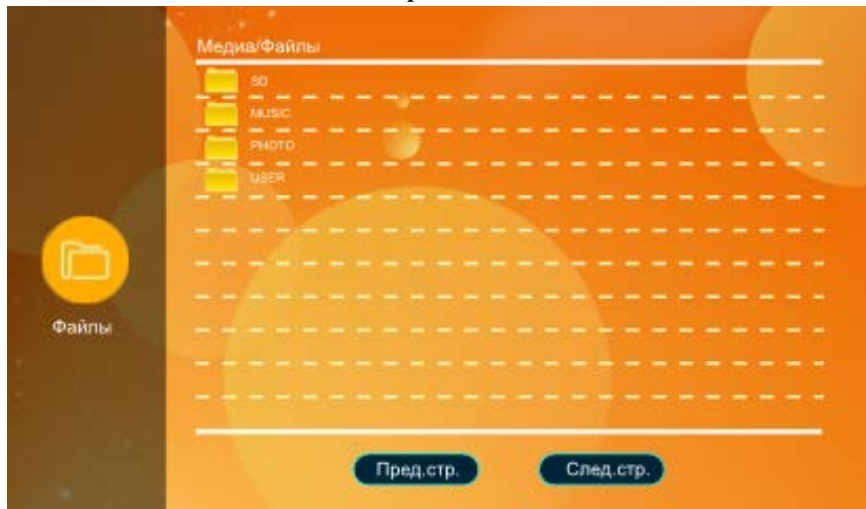 Медиа/Файлы
SD
MUSIC
PHOTO
USER
Файлы
Пред.стр.
След.стр.